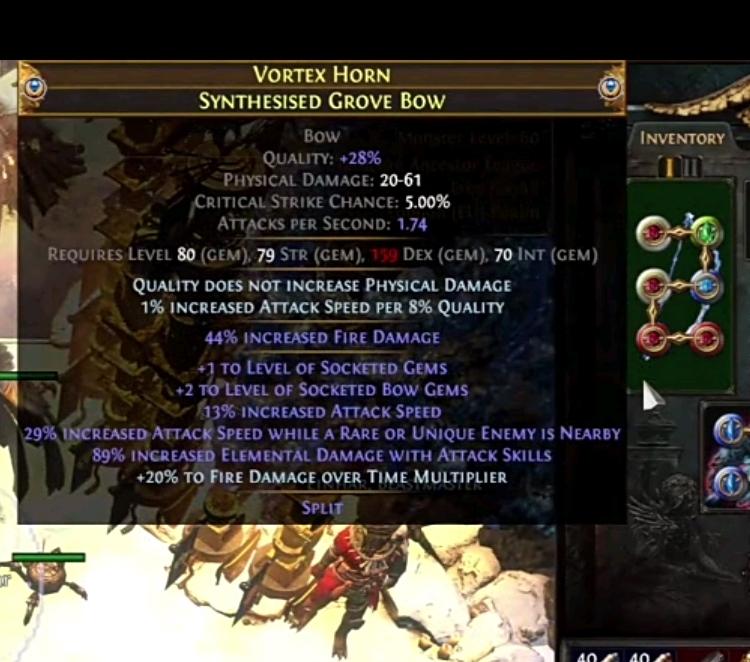 Vortex Horn
Synthesised Grove Bow
Bow
Quality: +28%
Physical Damage: 20-61
Critical Strike Chance: 5.00%
Attacks per Second: 1.74
Requires Level 80 (gem), 79 Str (gem), 159 Dex (gem), 70 Int (gem)
Quality does not increase Physical Damage
1% increased Attack Speed per 8% Quality
44% increased Fire Damage
+1 to Level of Socketed Gems
+2 to Level of Socketed Bow Gems
13% increased Attack Speed
29% increased Attack Speed while a Rare or Unique Enemy is Nearby
89% increased Elemental Damage with Attack Skills
+20% to Fire Damage over Time Multiplier
Split
Inventory
40 40